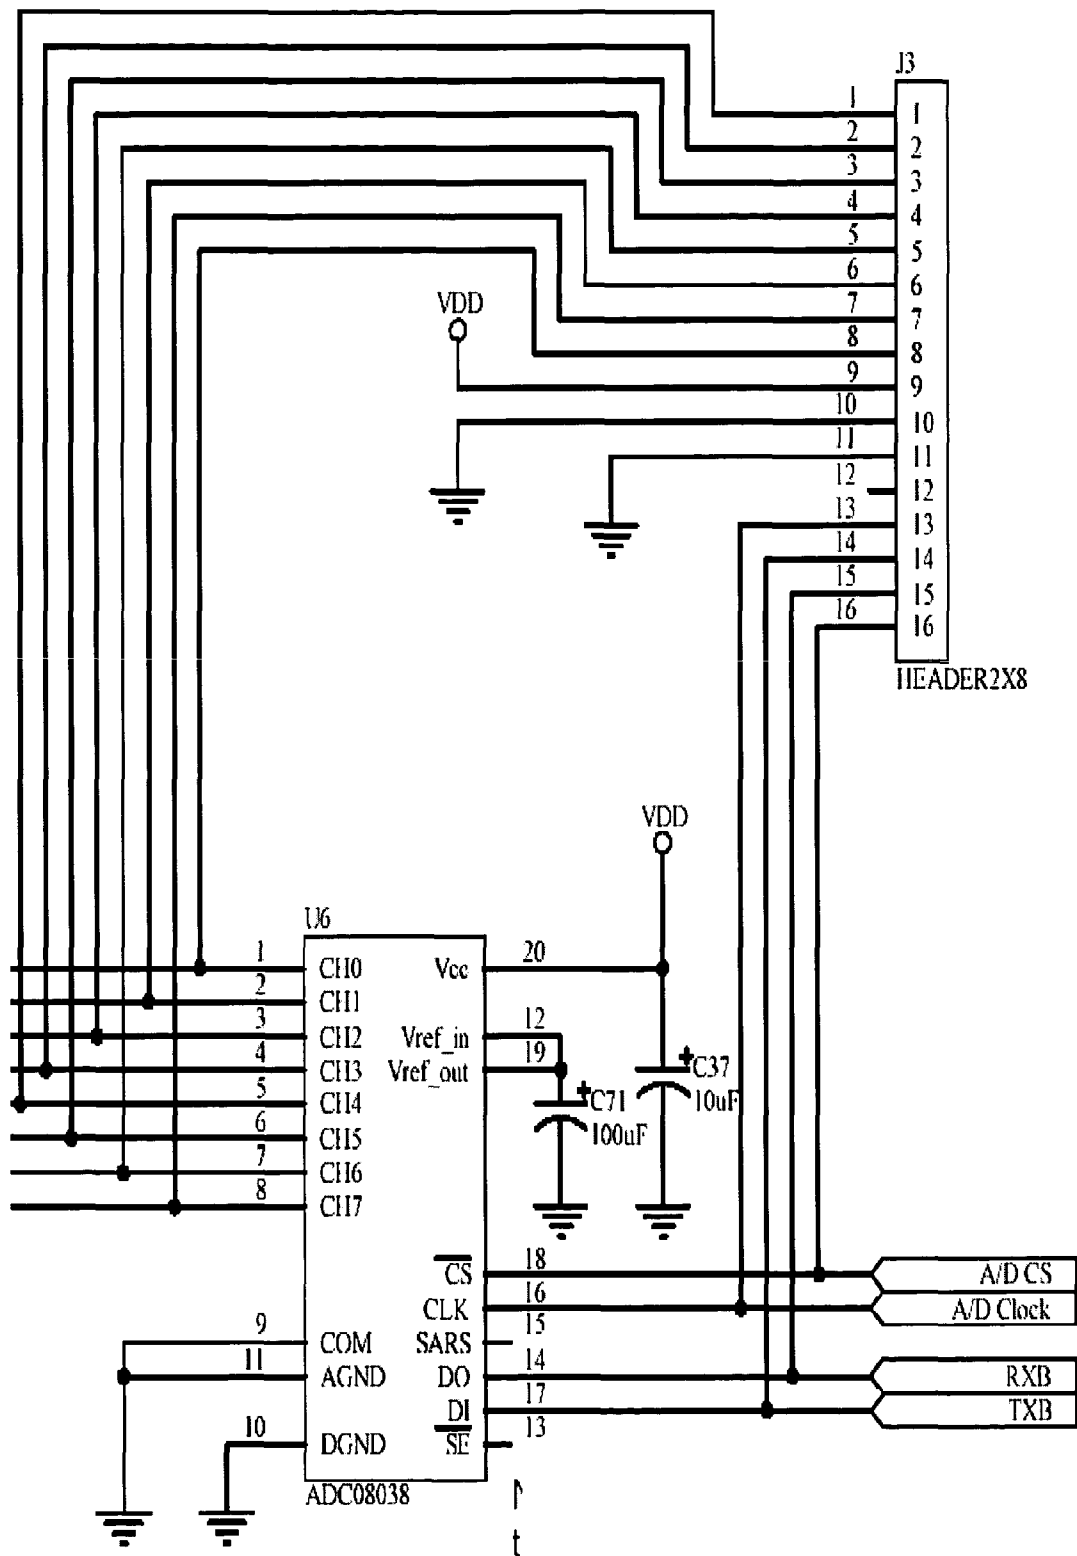 J3
1 1
2 2
3 3
4 4
5 5
6 6
7 7
8 8
9 9
10 10
11 11
12 12
13 13
14 14
15 15
16 16
HEADER2X8
VDD
VDD
U6
1 CH0 Vcc 20
2 CH1
3 CH2 Vref_in 12
4 CH3 Vref_out 19
5 CH4
6 CH5
7 CH6
8 CH7
+ C37
10uF
+ C71
100uF
CS 18 A/D CS
CLK 16 A/D Clock
9 COM SARS 15
11 AGND DO 14 RXB
DI 17 TXB
10 DGND SE 13
ADC08038